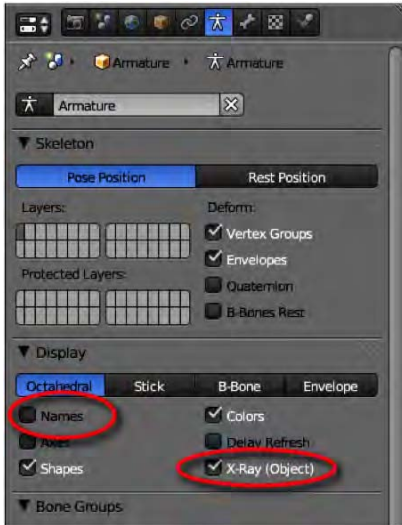 Armature Armature
Armature
Skeleton
Pose Position Rest Position
Layers: Deform:
Vertex Groups
Envelopes
Protected Layers: Quaternion
B-Bones Rest
Display
Octahedral Stick B-Bone Envelope
Names Colors
Axes Delay Refresh
Shapes X-Ray (Object)
Bone Groups